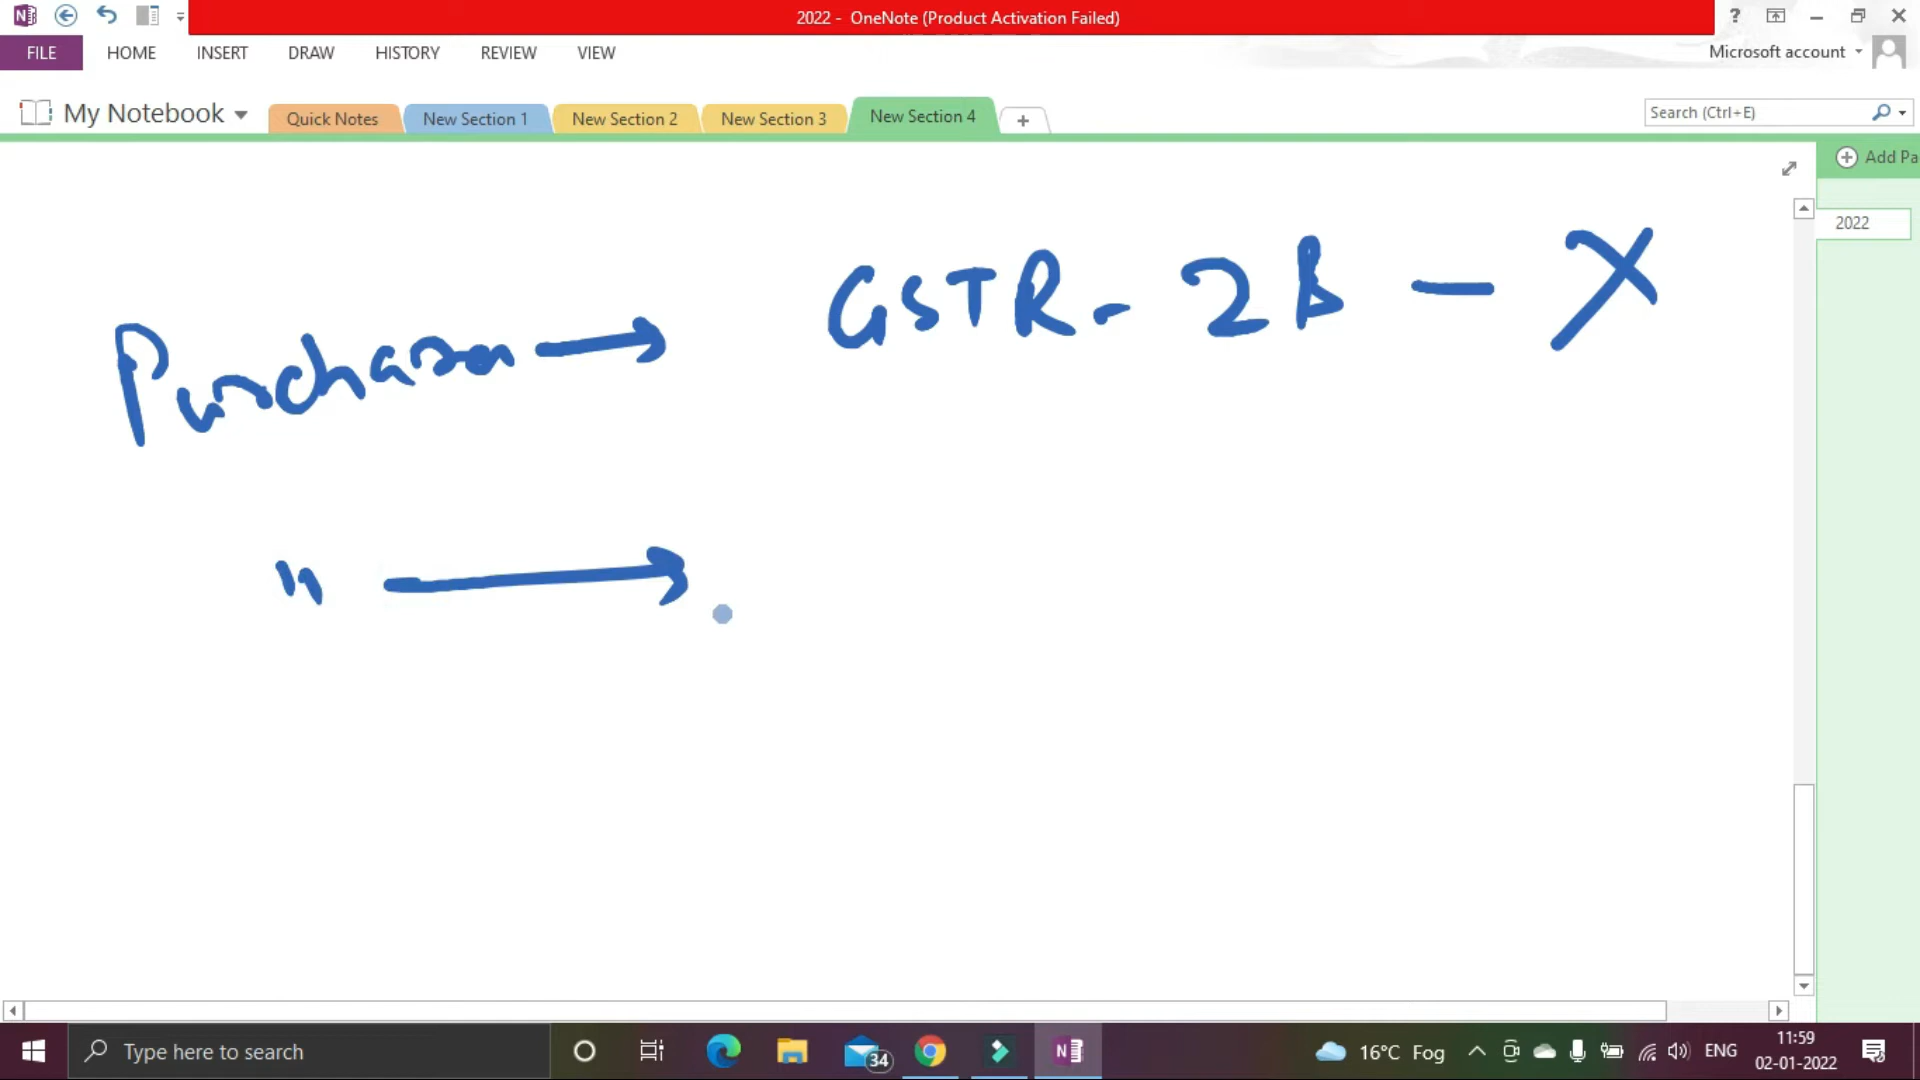 2022 - OneNote (Product Activation Failed)
?
FILE HOME INSERT DRAW HISTORY REVIEW VIEW
Microsoft account
My Notebook
Quick Notes New Section 1 New Section 2 New Section 3 New Section 4 +
Search (Ctrl+E)
Add Pa
2022
GSTR - 2B - X
Purchaser →
" →
Type here to search
34
N
16°C Fog
ENG
11:59
02-01-2022